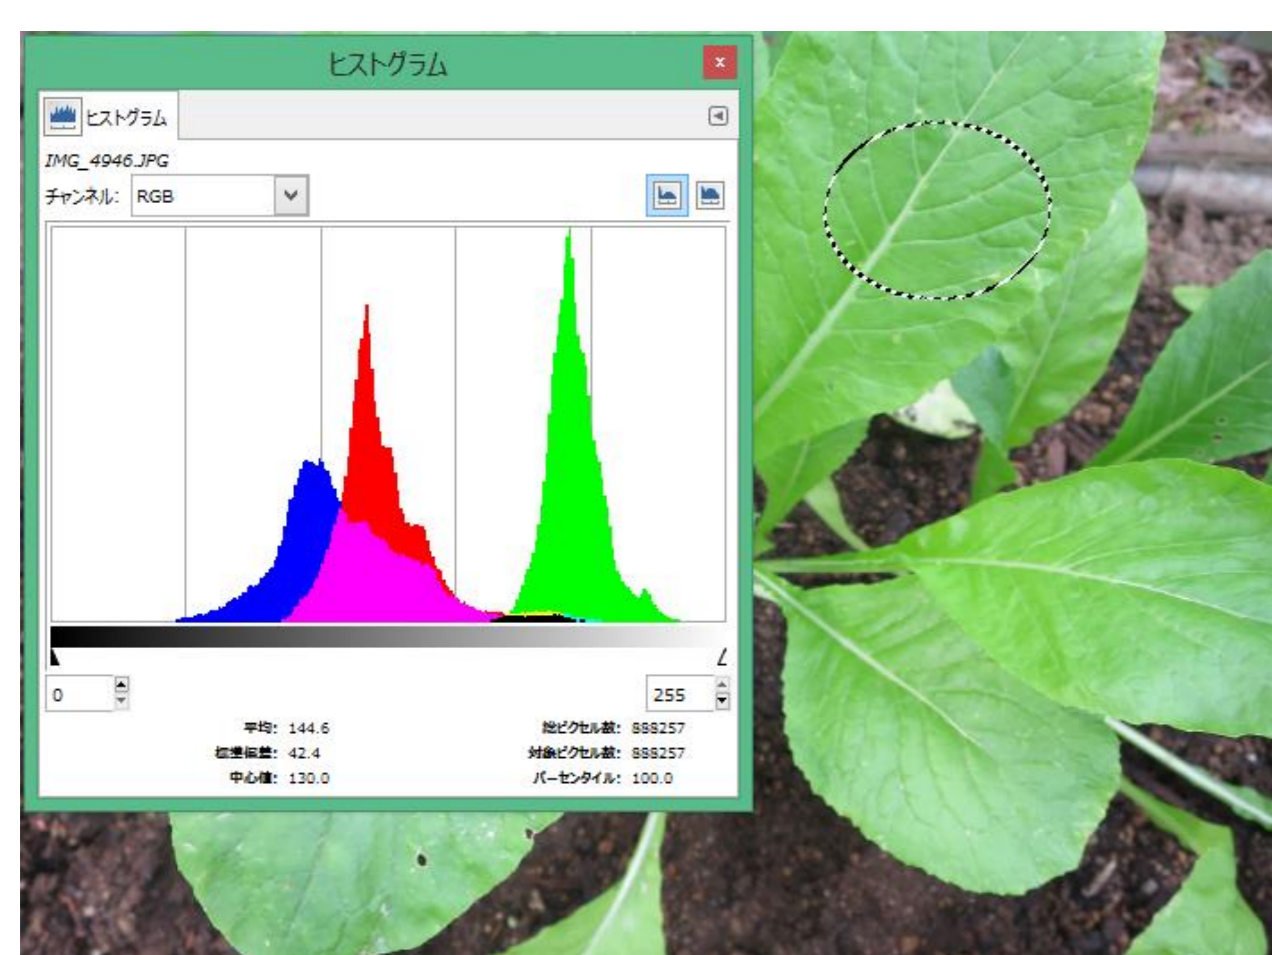 ヒストグラム
x
ヒストグラム
IMG_4946.JPG
チャンネル: RGB
0
255
平均: 144.6
総ピクセル数: 888257
標準偏差: 42.4
対象ピクセル数: 888257
中心値: 130.0
パーセンタイル: 100.0